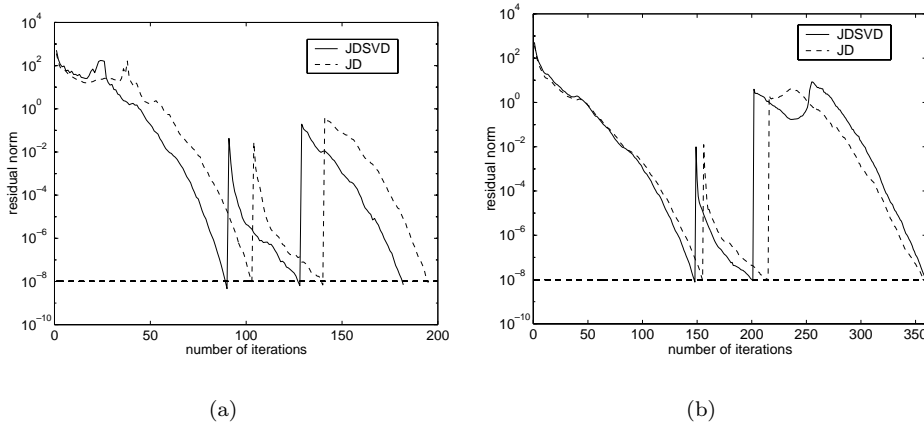 10^4
10^2
10^0
10^−2
10^−4
10^−6
10^−8
10^−10
residual norm
0 50 100 150 200
number of iterations
JDSVD
JD
(a)
10^4
10^2
10^0
10^−2
10^−4
10^−6
10^−8
10^−10
residual norm
0 50 100 150 200 250 300 350
number of iterations
JDSVD
JD
(b)